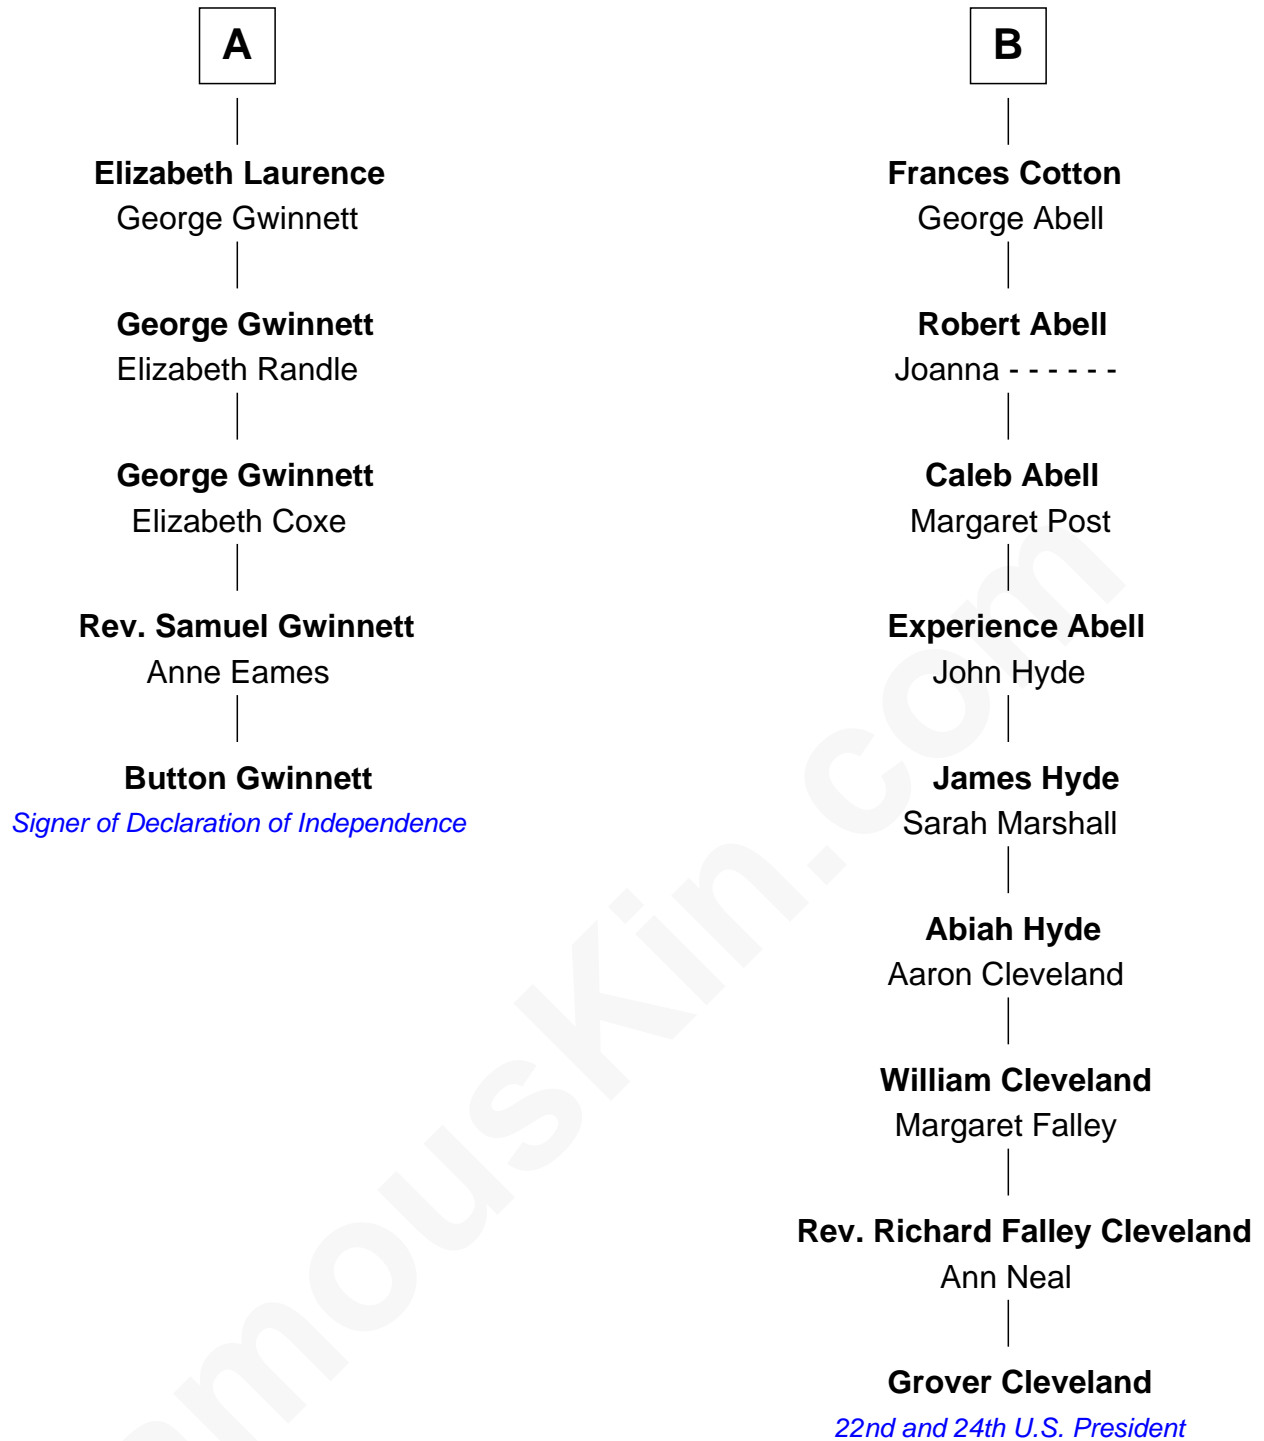 A
Elizabeth Laurence
George Gwinnett
George Gwinnett
Elizabeth Randle
George Gwinnett
Elizabeth Coxe
Rev. Samuel Gwinnett
Anne Eames
Button Gwinnett
Signer of Declaration of Independence
B
Frances Cotton
George Abell
Robert Abell
Joanna - - - - - -
Caleb Abell
Margaret Post
Experience Abell
John Hyde
James Hyde
Sarah Marshall
Abiah Hyde
Aaron Cleveland
William Cleveland
Margaret Falley
Rev. Richard Falley Cleveland
Ann Neal
Grover Cleveland
22nd and 24th U.S. President
amousKin.com